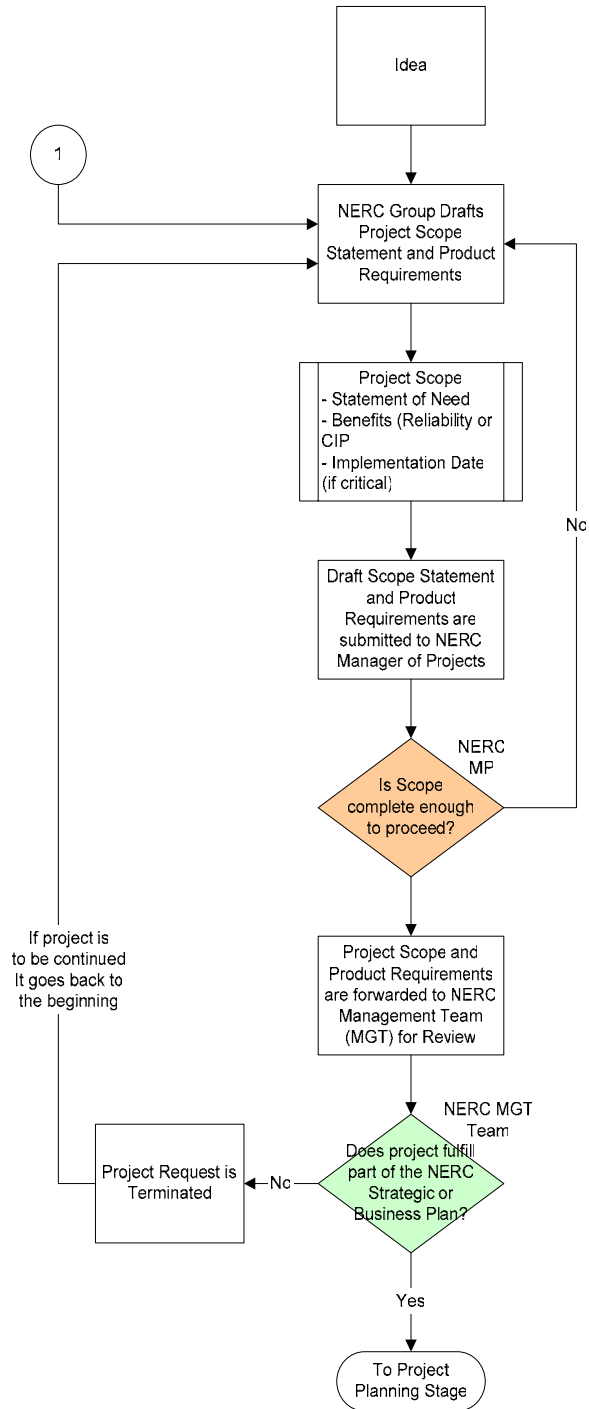 Idea
1
NERC Group Drafts
Project Scope
Statement and Product
Requirements
Project Scope
- Statement of Need
- Benefits (Reliability or
CIP
- Implementation Date
(if critical)
No
Draft Scope Statement
and Product
Requirements are
submitted to NERC
Manager of Projects
NERC
MP
Is Scope
complete enough
to proceed?
If project is
to be continued
It goes back to
the beginning
Project Scope and
Product Requirements
are forwarded to NERC
Management Team
(MGT) for Review
NERC MGT
Team
Does project fulfill
part of the NERC
Strategic or
Business Plan?
No
Project Request is
Terminated
Yes
To Project
Planning Stage